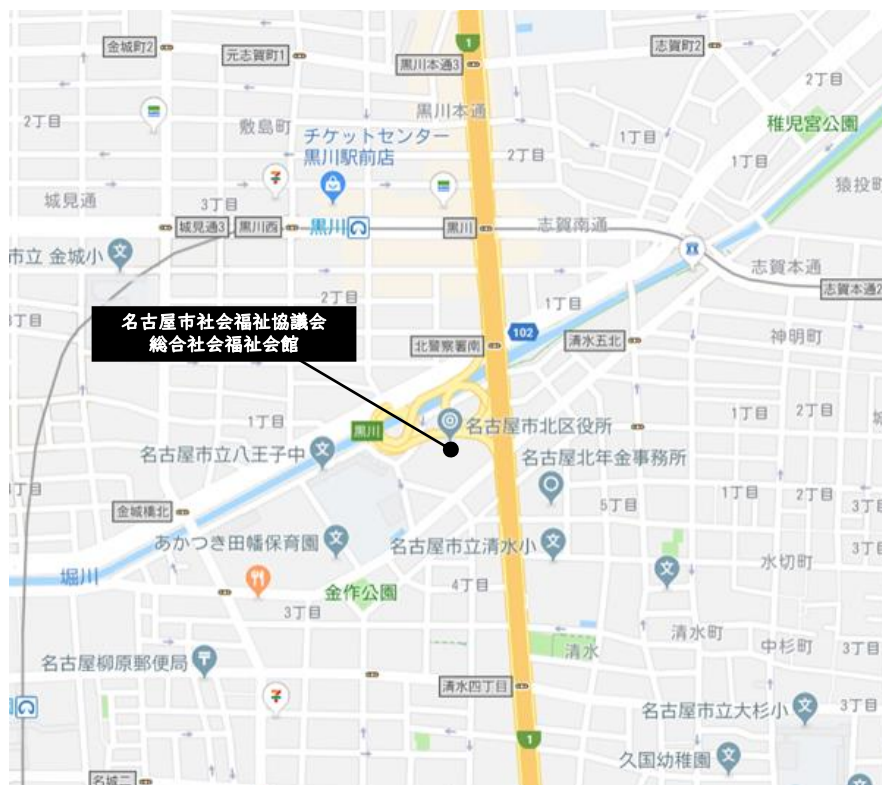 1
金城町2
元志賀町1
黒川本通3
志賀町2
2丁目
黒川本通
2丁目
敷島町
チケットセンター
黒川駅前店
1丁目
稚児宮公園
2丁目
1丁目
城見通
3丁目
猿投町
城見通3
黒川西
黒川
黒川
志賀南通
市立 金城小
志賀本通
志賀本通2
2丁目
1丁目
丁目
名古屋市社会福祉協議会
総合社会福祉会館
北警察署南
102
清水五北
神明町
1丁目
黒川
名古屋市北区役所
1丁目
2丁目
名古屋市立八王子中
名古屋北年金事務所
丁目
金城橋北
5丁目
1丁目
2丁目
3丁
あかつき田幡保育園
名古屋市立清水小
3丁
水切町
堀川
金作公園
4丁目
3丁目
清水町
清水
中杉町
3丁目
名古屋柳原郵便局
清水四丁目
名古屋市立大杉小
3丁目
1
久国幼稚園
名城二